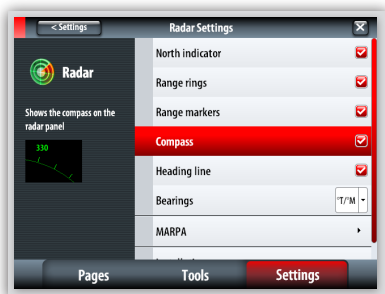 < Settings
Radar Settings
Radar
Shows the compass on the
radar panel
330
North indicator
Range rings
Range markers
Compass
Heading line
Bearings
°T/°M
MARPA
Pages
Tools
Settings